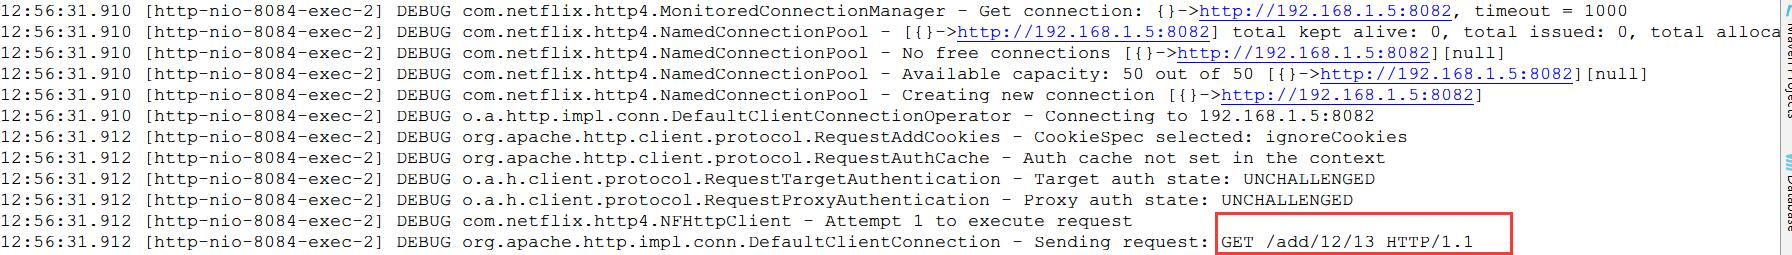 12:56:31.910 [http-nio-8084-exec-2] DEBUG com.netflix.http4.MonitoredConnectionManager - Get connection: {}->http://192.168.1.5:8082, timeout = 1000
12:56:31.910 [http-nio-8084-exec-2] DEBUG com.netflix.http4.NamedConnectionPool - [{}->http://192.168.1.5:8082] total kept alive: 0, total issued: 0, total alloca
12:56:31.910 [http-nio-8084-exec-2] DEBUG com.netflix.http4.NamedConnectionPool - No free connections [{}->http://192.168.1.5:8082][null]
12:56:31.910 [http-nio-8084-exec-2] DEBUG com.netflix.http4.NamedConnectionPool - Available capacity: 50 out of 50 [{}->http://192.168.1.5:8082][null]
12:56:31.910 [http-nio-8084-exec-2] DEBUG com.netflix.http4.NamedConnectionPool - Creating new connection [{}->http://192.168.1.5:8082]
12:56:31.910 [http-nio-8084-exec-2] DEBUG o.a.http.impl.conn.DefaultClientConnectionOperator - Connecting to 192.168.1.5:8082
12:56:31.912 [http-nio-8084-exec-2] DEBUG org.apache.http.client.protocol.RequestAddCookies - CookieSpec selected: ignoreCookies
12:56:31.912 [http-nio-8084-exec-2] DEBUG org.apache.http.client.protocol.RequestAuthCache - Auth cache not set in the context
12:56:31.912 [http-nio-8084-exec-2] DEBUG o.a.h.client.protocol.RequestTargetAuthentication - Target auth state: UNCHALLENGED
12:56:31.912 [http-nio-8084-exec-2] DEBUG o.a.h.client.protocol.RequestProxyAuthentication - Proxy auth state: UNCHALLENGED
12:56:31.912 [http-nio-8084-exec-2] DEBUG com.netflix.http4.NFHttpClient - Attempt 1 to execute request
12:56:31.912 [http-nio-8084-exec-2] DEBUG org.apache.http.impl.conn.DefaultClientConnection - Sending request: GET /add/12/13 HTTP/1.1
Projects
Database